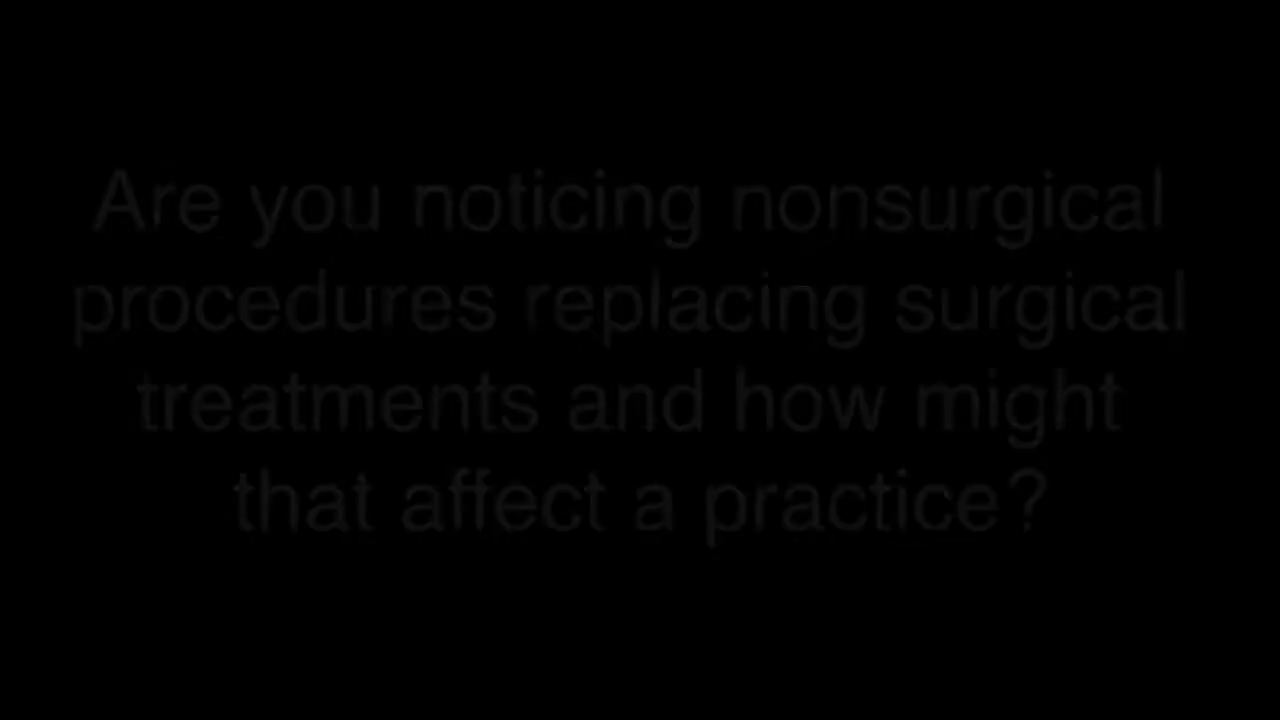 Are you noticing nonsurgical
procedures replacing surgical
treatments and how might
that affect a practice?